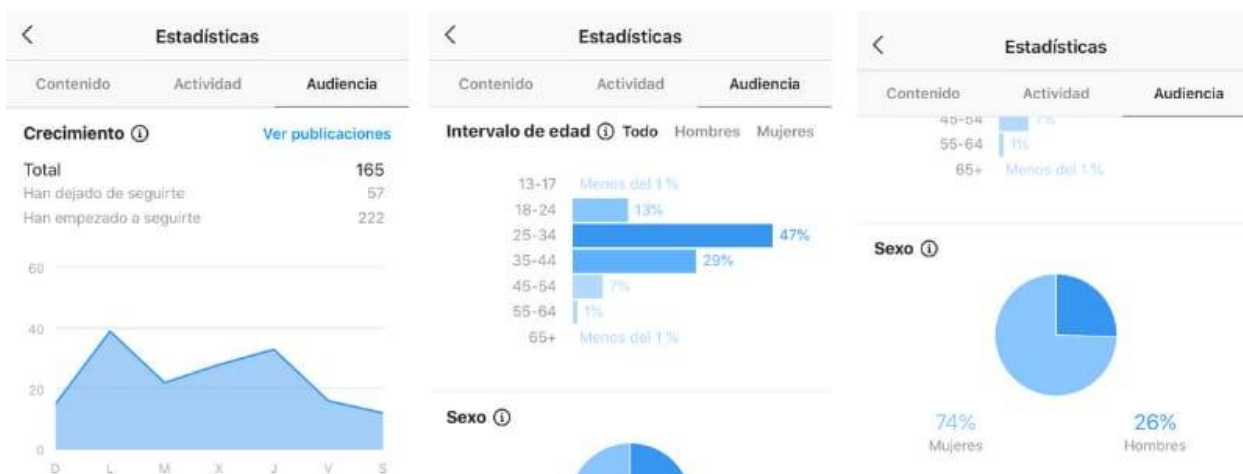 Estadísticas
Contenido Actividad Audiencia
Crecimiento Ver publicaciones
Total 165
Han dejado de seguirte 57
Han empezado a seguirte 222
60
40
20
0
D L M X J V S
Estadísticas
Contenido Actividad Audiencia
Intervalo de edad Todo Hombres Mujeres
13-17 Menos del 1%
18-24 13%
25-34 47%
35-44 29%
45-54 7%
55-64 1%
65+ Menos del 1%
Sexo
Estadísticas
Contenido Actividad Audiencia
45-54 7%
55-64 1%
65+ Menos del 1%
Sexo
74% 26%
Mujeres Hombres